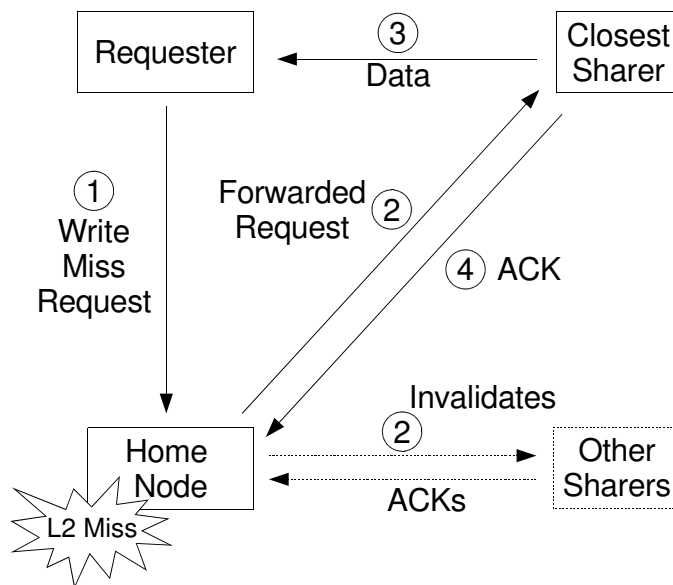 Requester
3
Data
Closest
Sharer
1
Write
Miss
Request
Forwarded
Request
2
4 ACK
Invalidates
2
ACKs
Home
Node
L2 Miss
Other
Sharers